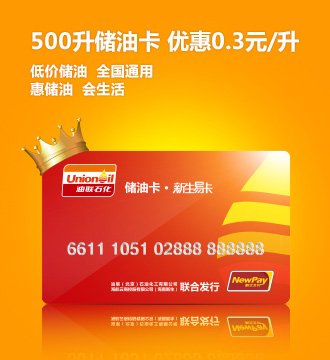 500升储油卡 优惠0.3元/升
低价储油 全国通用
惠储油 会生活
UnionOil
油联石化
储油卡·新生易卡
6611 1051 02888 888888
联合发行
NewPay